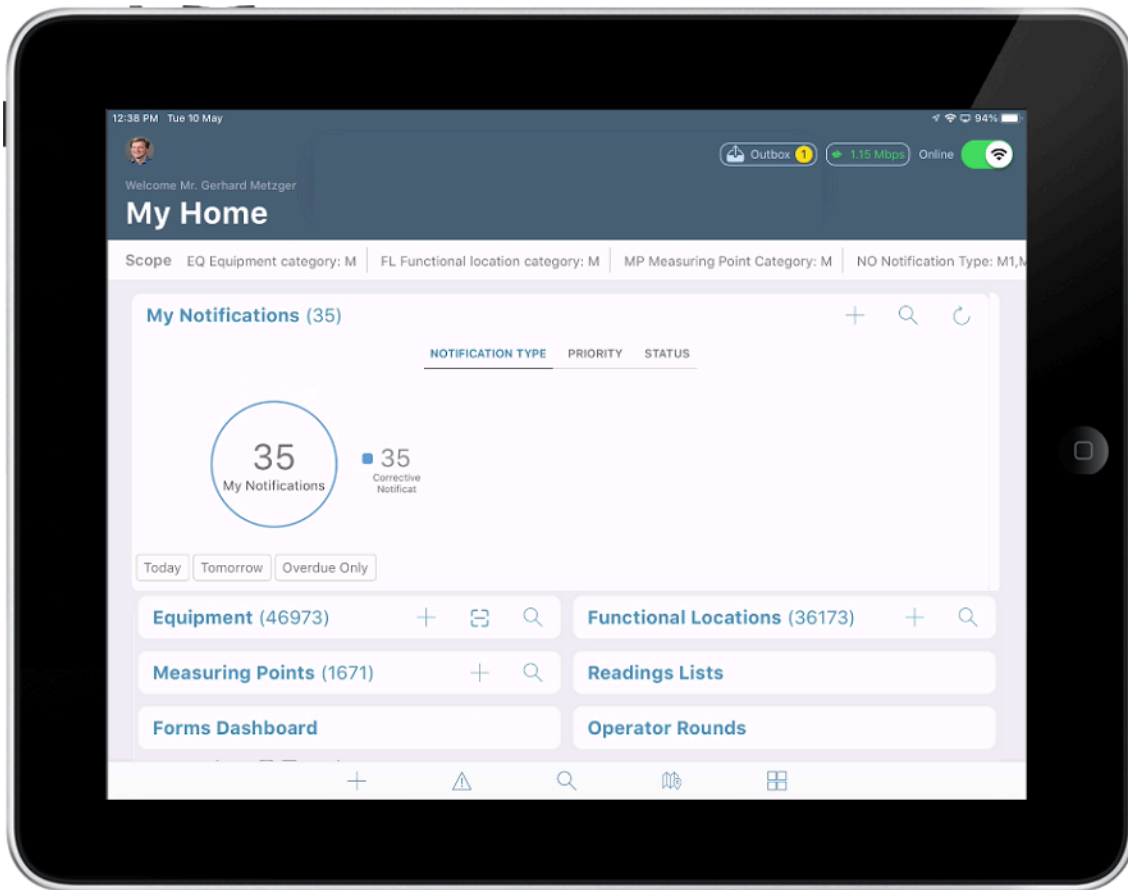 12:38 PM Tue 10 May
94%
Outbox 1
1.15 Mbps
Online
Welcome Mr. Gerhard Metzger
My Home
Scope EQ Equipment category: M FL Functional location category: M MP Measuring Point Category: M NO Notification Type: M1,
My Notifications (35)
NOTIFICATION TYPE PRIORITY STATUS
35
My Notifications
35
Corrective
Notificat
Today Tomorrow Overdue Only
Equipment (46973) Functional Locations (36173)
Measuring Points (1671) Readings Lists
Forms Dashboard Operator Rounds